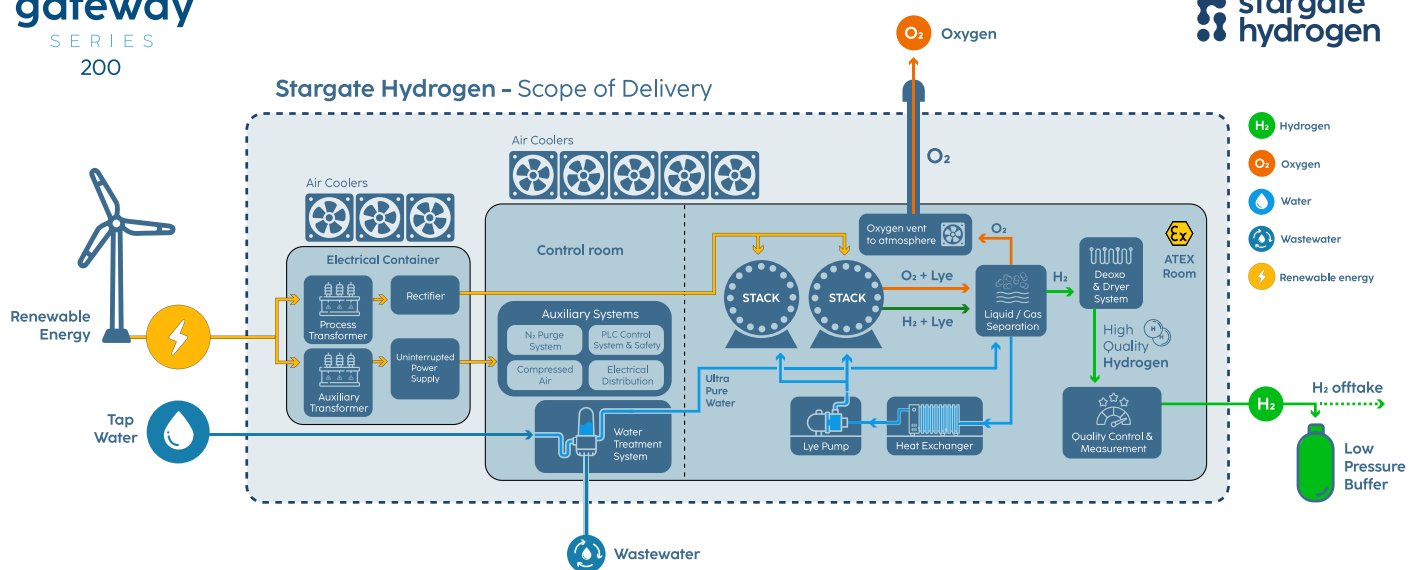 gateway
SERIES
200
stargate
hydrogen
Stargate Hydrogen - Scope of Delivery
O₂ Oxygen
H₂ Hydrogen
O₂ Oxygen
Water
Wastewater
Renewable energy
Air Coolers
Air Coolers
O₂
Electrical Container
Control room
Oxygen vent
to atmosphere
O₂
Ex
ATEX
Room
Process
Transformer
Rectifier
Auxiliary
Transformer
Uninterrupted
Power
Supply
Auxiliary Systems
N₂ Purge
System
PLC Control
System & Safety
Compressed
Air
Electrical
Distribution
STACK
STACK
O₂ + Lye
H₂ + Lye
Liquid / Gas
Separation
H₂
Deoxo
& Dryer
System
High
Quality
Hydrogen
H H
Renewable
Energy
Tap
Water
Ultra
Pure
Water
Water
Treatment
System
Lye Pump
Heat Exchanger
Quality Control &
Measurement
H₂
H₂ offtake
Low
Pressure
Buffer
Wastewater